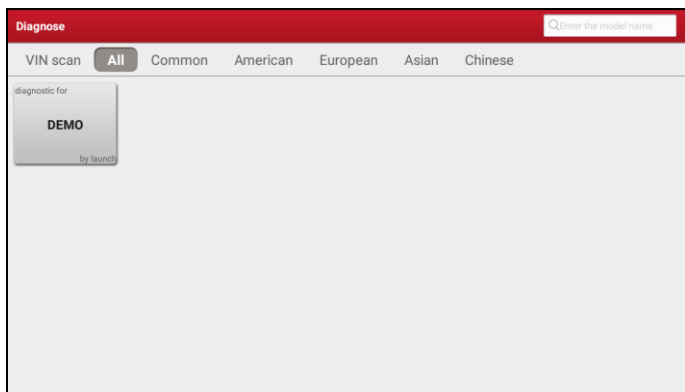 Diagnose
Enter the model name
VIN scan All Common American European Asian Chinese
diagnostic for
DEMO
by launch